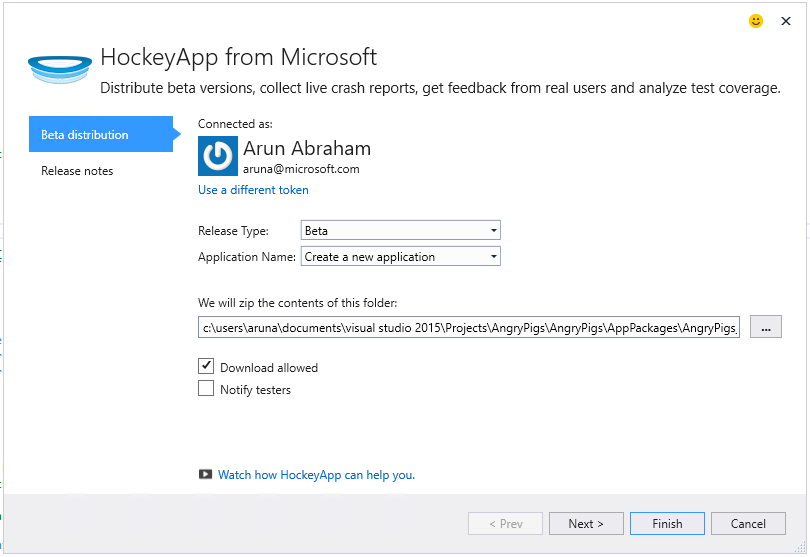 HockeyApp from Microsoft
Distribute beta versions, collect live crash reports, get feedback from real users and analyze test coverage.
Beta distribution
Release notes
Connected as:
Arun Abraham
aruna@microsoft.com
Use a different token
Release Type:
Beta
Application Name:
Create a new application
We will zip the contents of this folder:
c:\users\aruna\documents\visual studio 2015\Projects\AngryPigs\AngryPigs\AppPackages\AngryPigs_
...
Download allowed
Notify testers
Watch how HockeyApp can help you.
< Prev
Next >
Finish
Cancel